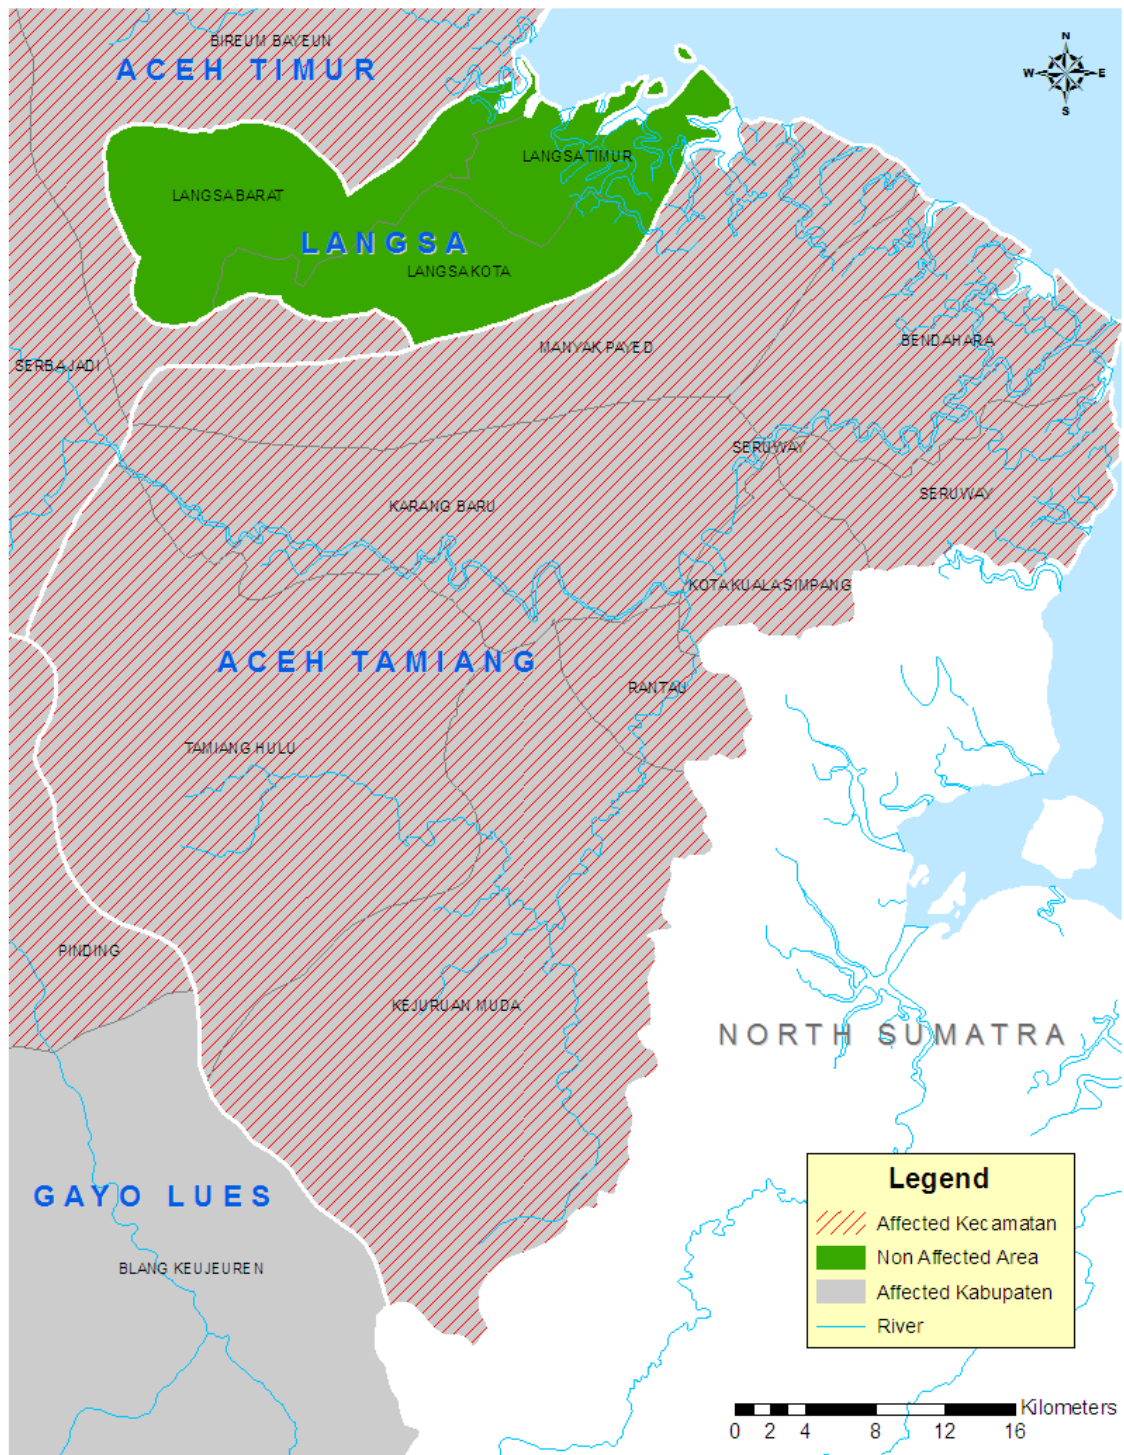 BIREUM BAYEUN
ACEH TIMUR
N
W E
S
LANGSA TIMUR
LANGSA BARAT
LANGSA
LANGSA KOTA
MANYAK PAYED
BENDAHARA
SERBAJADI
SERUWAY
SERUWAY
KARANG BARU
KOTA KUALA SIMPANG
ACEH TAMIANG
RANTAU
TAMIANG HULU
PINDING
KEJURUAN MUDA
NORTH SUMATRA
GAYO LUES
BLANG KEUJEUREN
Legend
Affected Kecamatan
Non Affected Area
Affected Kabupaten
River
Kilometers
0 2 4 8 12 16